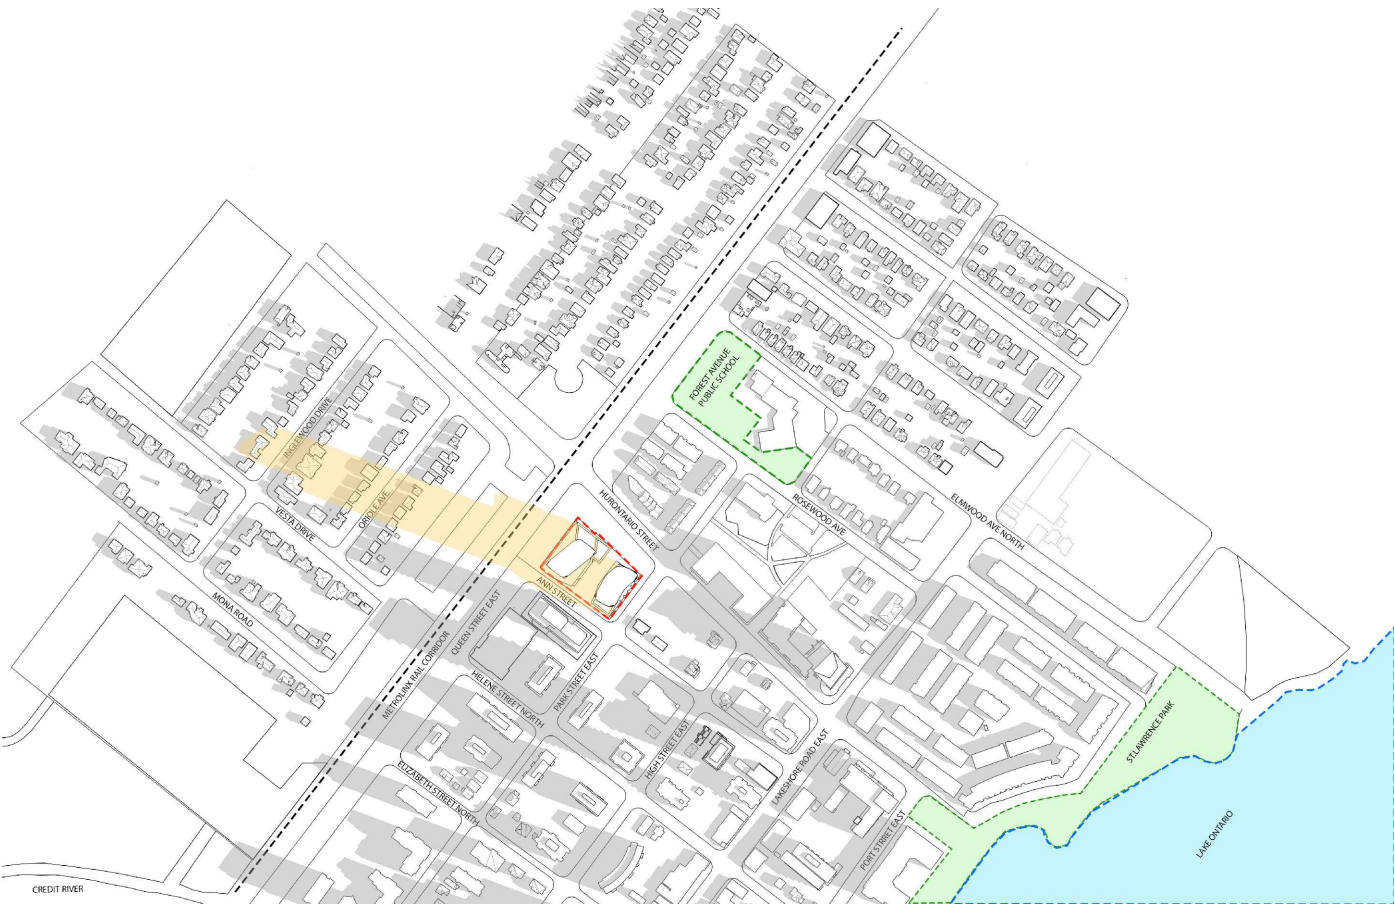 FOREST AVENUE
PUBLIC SCHOOL
INGLEWOOD DRIVE
ORIOLE AVE
VESTA DRIVE
HURONTARIO STREET
ROSEWOOD AVE
ELMWOOD AVE NORTH
ANN STREET
MONA ROAD
QUEEN STREET EAST
METROLINX RAIL CORRIDOR
HELENE STREET NORTH
PARK STREET EAST
HIGH STREET EAST
ELIZABETH STREET NORTH
LAKESHORE ROAD EAST
PORT STRRET EAST
ST.LAWRENCE PARK
LAKE ONTARIO
CREDIT RIVER